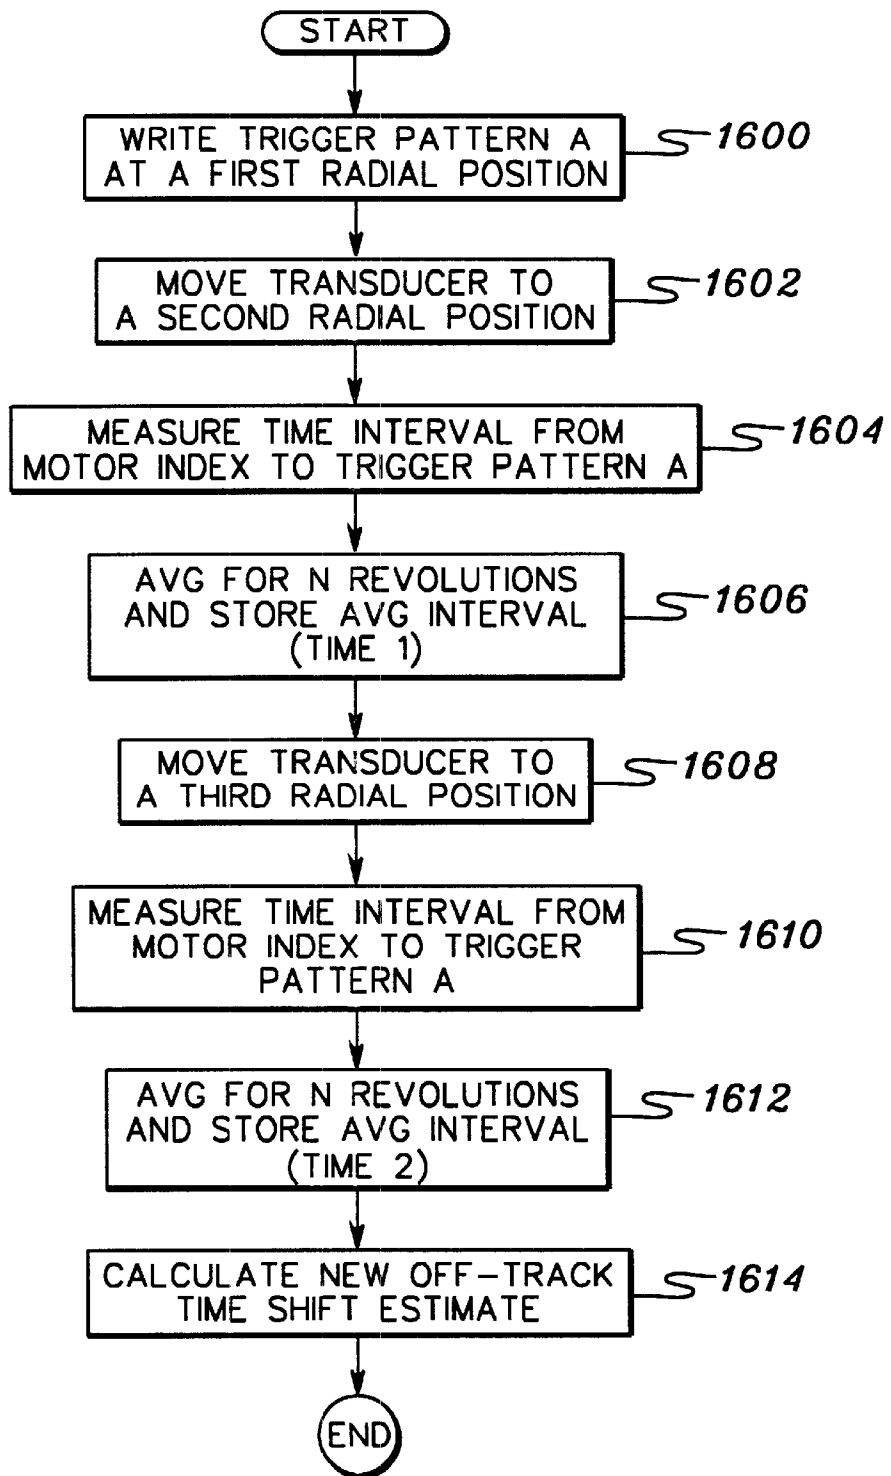 START
WRITE TRIGGER PATTERN A
AT A FIRST RADIAL POSITION
1600
MOVE TRANSDUCER TO
A SECOND RADIAL POSITION
1602
MEASURE TIME INTERVAL FROM
MOTOR INDEX TO TRIGGER PATTERN A
1604
AVG FOR N REVOLUTIONS
AND STORE AVG INTERVAL
(TIME 1)
1606
MOVE TRANSDUCER TO
A THIRD RADIAL POSITION
1608
MEASURE TIME INTERVAL FROM
MOTOR INDEX TO TRIGGER
PATTERN A
1610
AVG FOR N REVOLUTIONS
AND STORE AVG INTERVAL
(TIME 2)
1612
CALCULATE NEW OFF-TRACK
TIME SHIFT ESTIMATE
1614
END